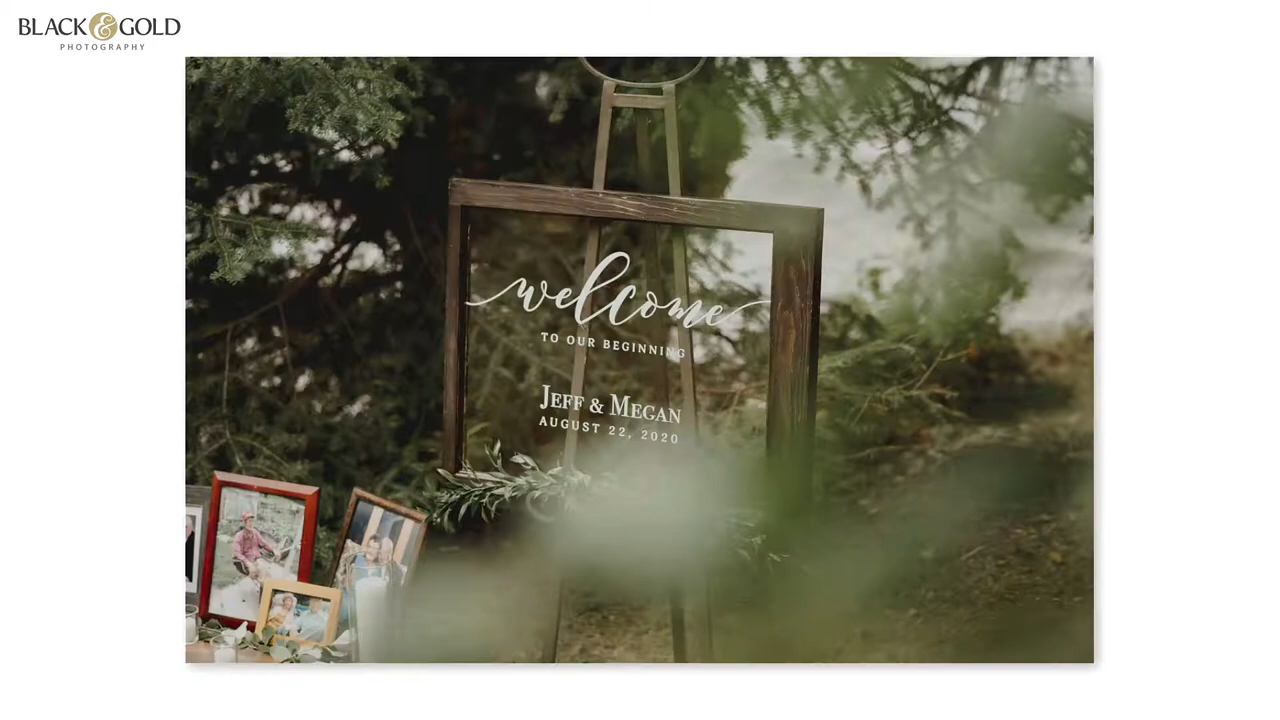 BLACK & GOLD
PHOTOGRAPHY
welcome
TO OUR BEGINNING
JEFF & MEGAN
AUGUST 22, 2020